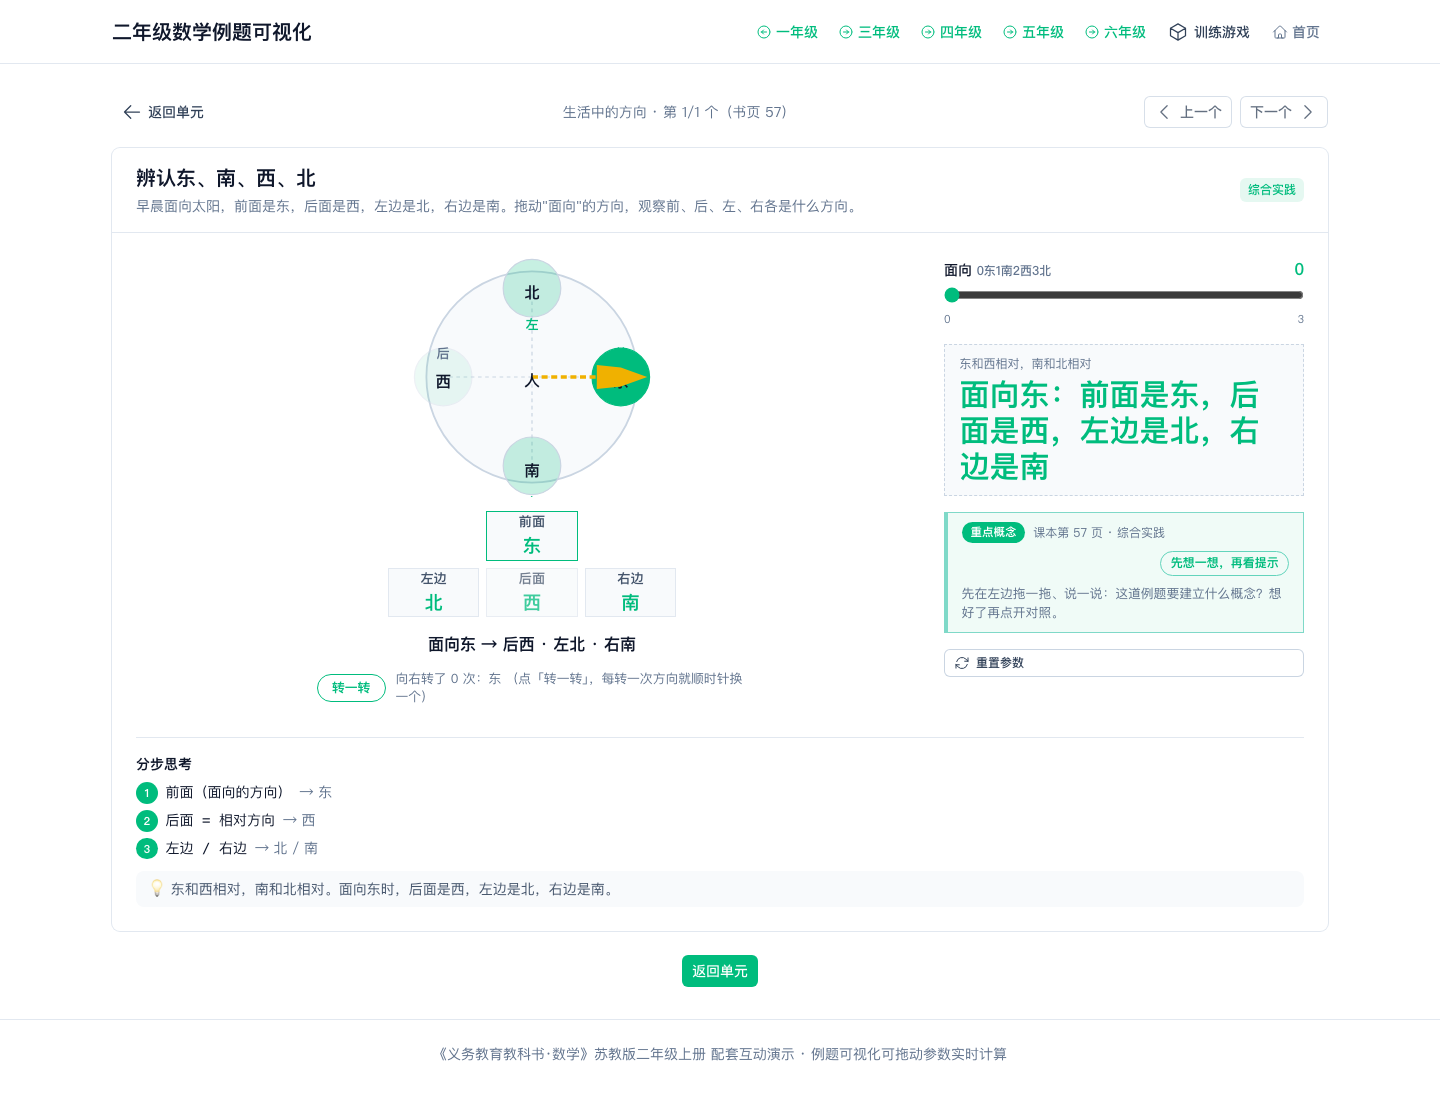 二年级数学例题可视化
一年级
三年级
四年级
五年级
六年级
训练游戏
首页
返回单元
生活中的方向 · 第 1/1 个（书页 57）
上一个
下一个
辨认东、南、西、北
早晨面向太阳，前面是东，后面是西，左边是北，右边是南。拖动"面向"的方向，观察前、后、左、右各是什么方向。
综合实践
北
左
后
西
人
南
前面
东
左边
北
后面
西
右边
南
面向东 → 后西 · 左北 · 右南
转一转
向右转了 0 次：东 （点「转一转」，每转一次方向就顺时针换
一个）
面向 0东1南2西3北
0
0
3
东和西相对，南和北相对
面向东：前面是东，后
面是西，左边是北，右
边是南
重点概念 课本第 57 页 · 综合实践
先想一想，再看提示
先在左边拖一拖、说一说：这道例题要建立什么概念？想
好了再点开对照。
重置参数
分步思考
1 前面（面向的方向） → 东
2 后面 = 相对方向 → 西
3 左边 / 右边 → 北 / 南
💡 东和西相对，南和北相对。面向东时，后面是西，左边是北，右边是南。
返回单元
《义务教育教科书·数学》苏教版二年级上册 配套互动演示 · 例题可视化可拖动参数实时计算